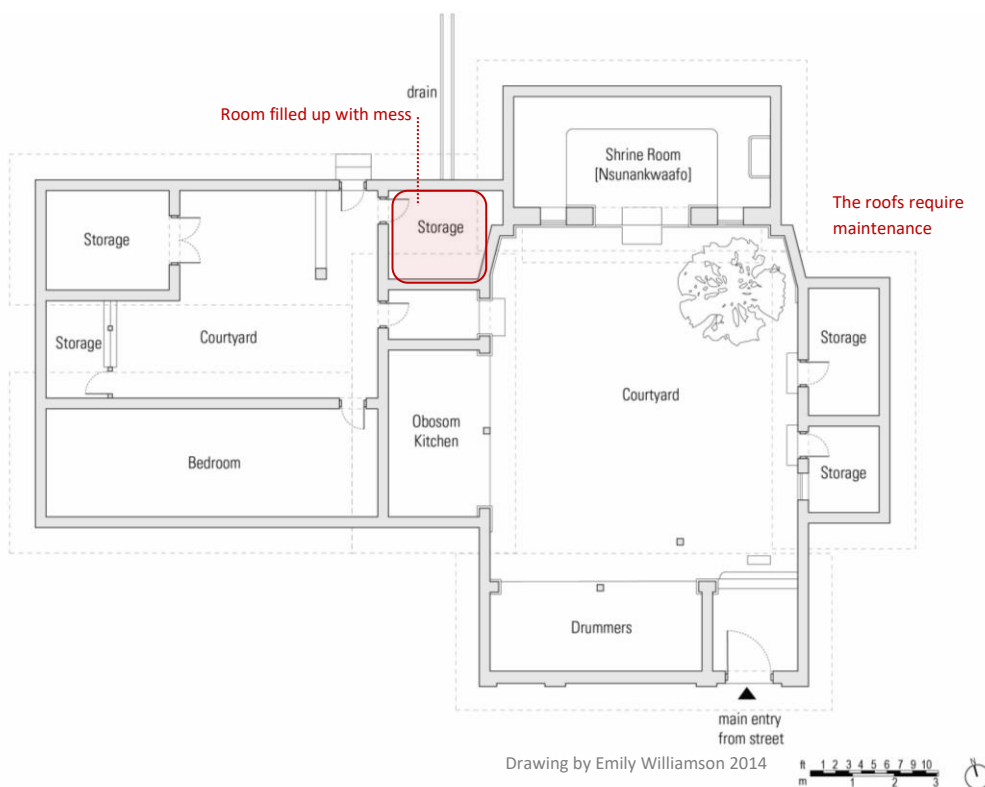 drain
Room filled up with mess
Shrine Room
[Nsunankwaafo]
The roofs require
maintenance
Storage
Storage
Storage
Courtyard
Storage
Courtyard
Obosom
Kitchen
Bedroom
Storage
Drummers
main entry
from street
Drawing by Emily Williamson 2014
ft 1 2 3 4 5 6 7 8 9 10
m 1 2 3
N